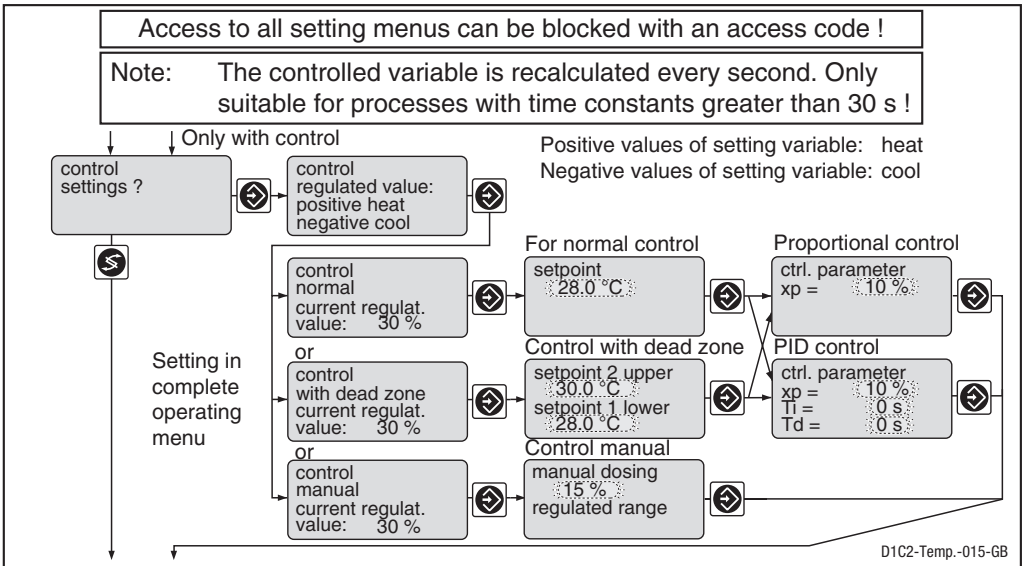 Access to all setting menus can be blocked with an access code !
Note: The controlled variable is recalculated every second. Only
suitable for processes with time constants greater than 30 s !
Only with control
Positive values of setting variable: heat
Negative values of setting variable: cool
control
settings ?
control
regulated value:
positive heat
negative cool
For normal control
Proportional control
control
normal
current regulat.
value: 30 %
setpoint
28.0 °C
ctrl. parameter
xp = 10 %
or
Setting in
complete
operating
menu
Control with dead zone
PID control
control
with dead zone
current regulat.
value: 30 %
setpoint 2 upper
30.0 °C
setpoint 1 lower
28.0 °C
ctrl. parameter
xp = 10 %
Ti = 0 s
Td = 0 s
or
Control manual
control
manual
current regulat.
value: 30 %
manual dosing
15 %
regulated range
D1C2-Temp.-015-GB